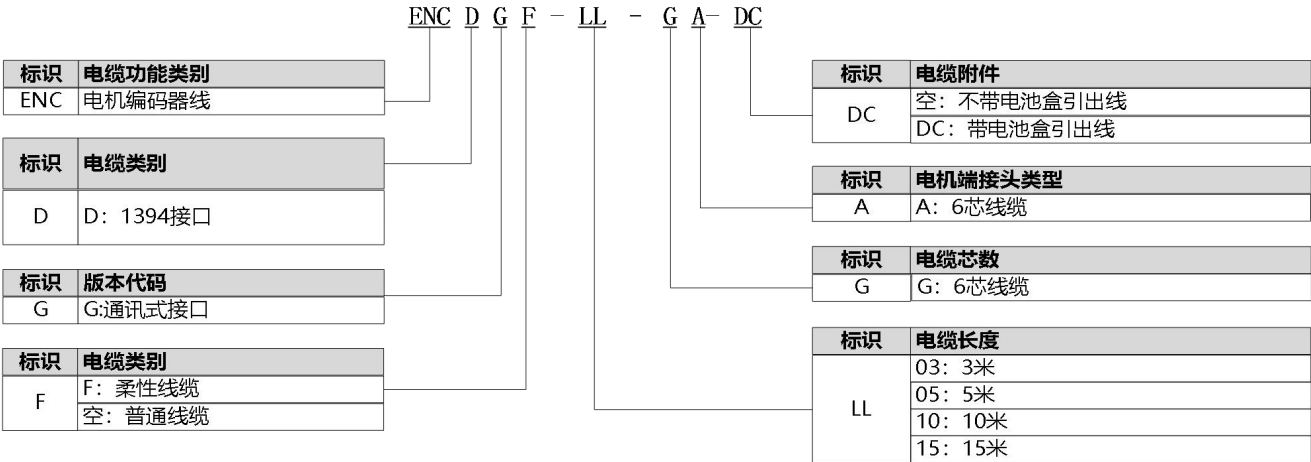 ENC D G F - LL - G A- DC
标识 电缆功能类别
ENC 电机编码器线
标识 电缆类别
D D：1394接口
标识 版本代码
G G:通讯式接口
标识 电缆类别
F F：柔性线缆
空：普通线缆
标识 电缆附件
DC 空：不带电池盒引出线
DC：带电池盒引出线
标识 电机端接头类型
A A：6芯线缆
标识 电缆芯数
G G：6芯线缆
标识 电缆长度
LL 03：3米
05：5米
10：10米
15：15米